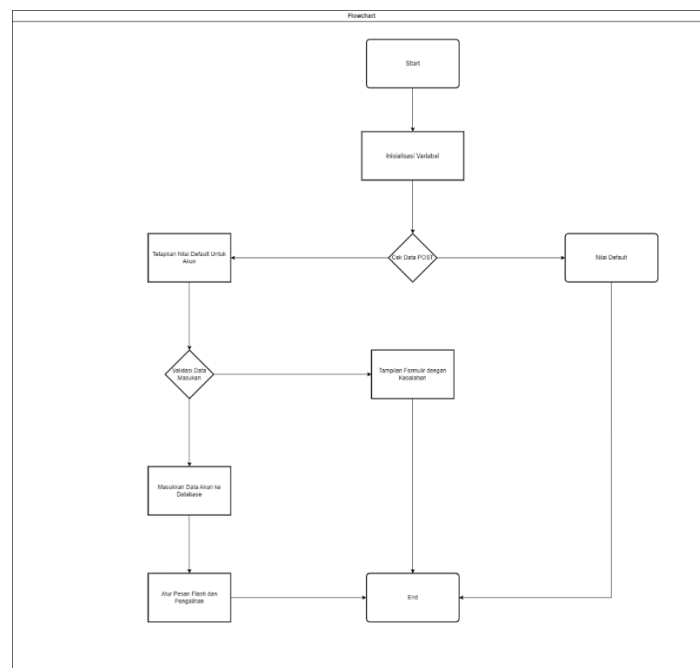 Flowchart
Start
Inisialisasi Variabel
Tetapkan Nilai Default Untuk
Akun
Cek Data POST
Nilai Default
Validasi Data
Masukan
Tampilan Formulir dengan
Kesalahan
Masukkan Data Akun ke
Database
Atur Pesan Flash dan
Pengalihan
End